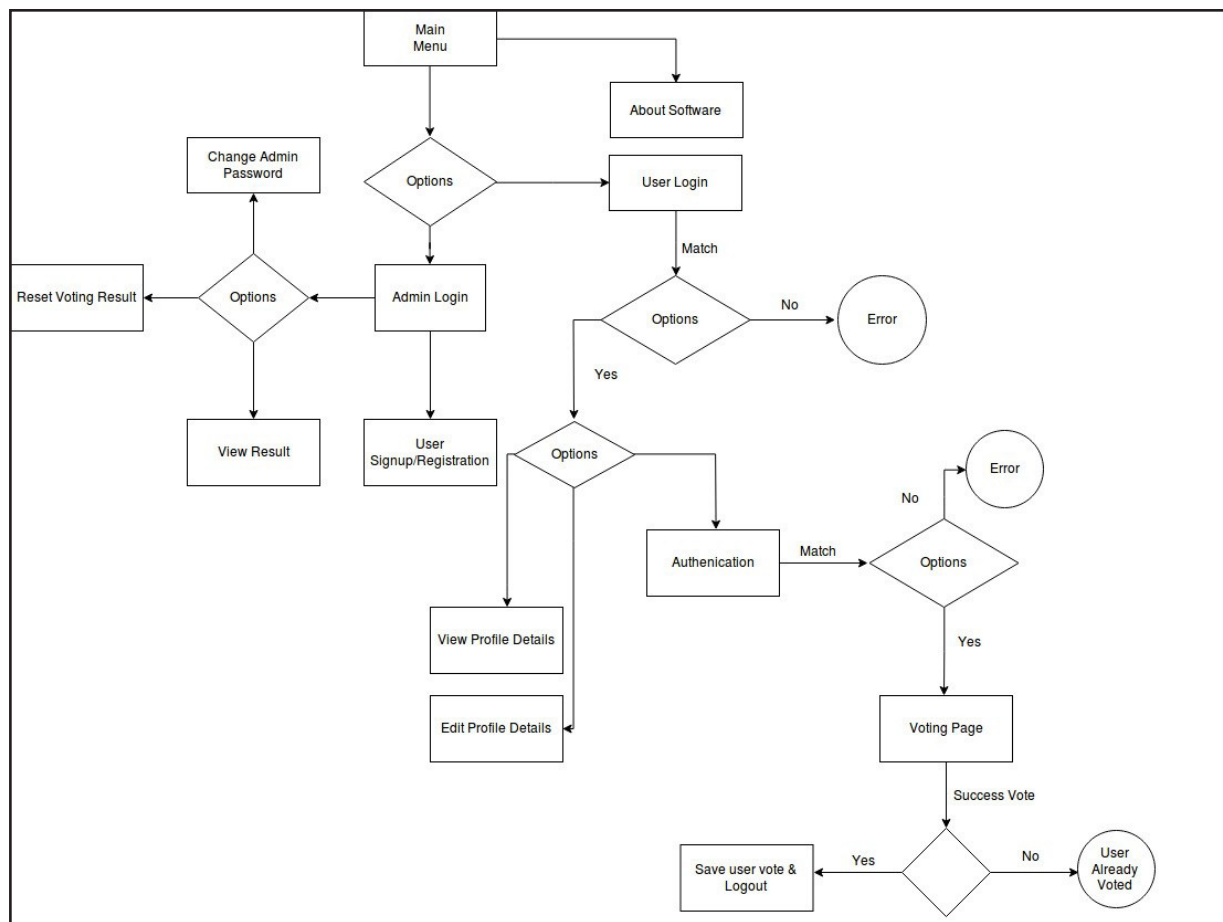 Main
Menu
About Software
Change Admin
Password
Options
User Login
Match
Reset Voting Result
Options
Admin Login
Options
No
Error
Yes
View Result
User
Signup/Registration
Options
Error
No
Authenication
Match
Options
View Profile Details
Yes
Edit Profile Details
Voting Page
Success Vote
Save user vote &
Logout
Yes
No
User
Already
Voted